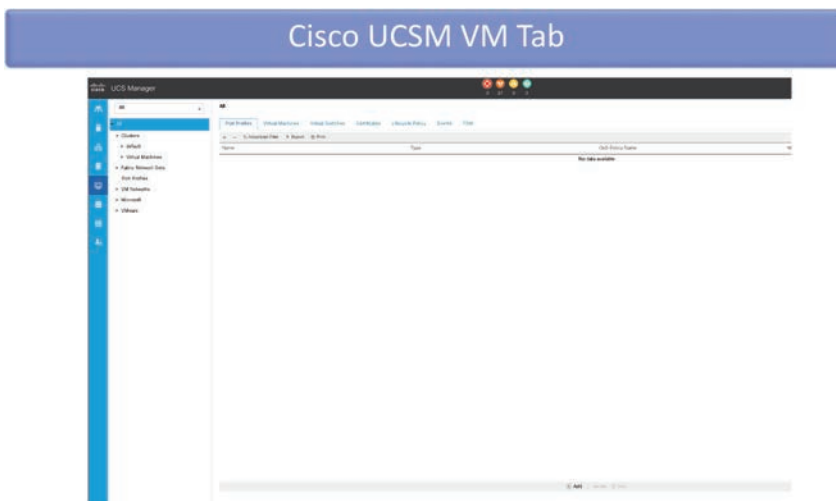 Cisco UCSM VM Tab
CISCO
UCS Manager
All
All
All
Port Profiles Virtual Machines Virtual Switches Certificates Lifecycle Policy Events FSM
Advanced Filter Export Print
Name Type QoS Policy Name
No data available
Clusters
default
Virtual Machines
Fabric Network Sets
Port Profiles
VM Networks
Microsoft
VMware
Add